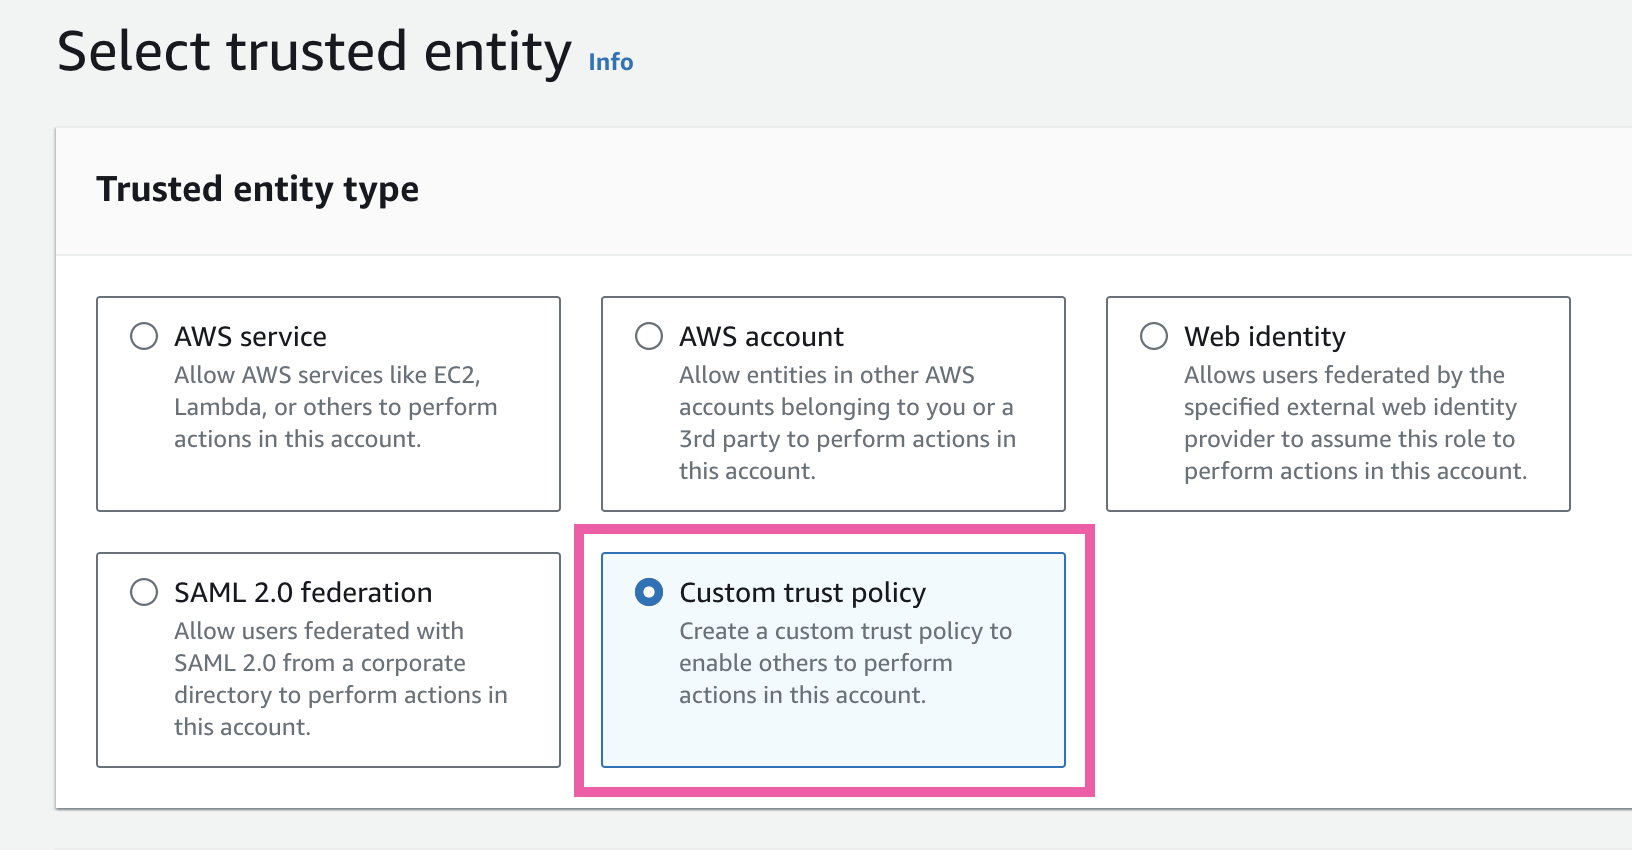 Select trusted entity Info
Trusted entity type
AWS service
Allow AWS services like EC2,
Lambda, or others to perform
actions in this account.
AWS account
Allow entities in other AWS
accounts belonging to you or a
3rd party to perform actions in
this account.
Web identity
Allows users federated by the
specified external web identity
provider to assume this role to
perform actions in this account.
SAML 2.0 federation
Allow users federated with
SAML 2.0 from a corporate
directory to perform actions in
this account.
Custom trust policy
Create a custom trust policy to
enable others to perform
actions in this account.